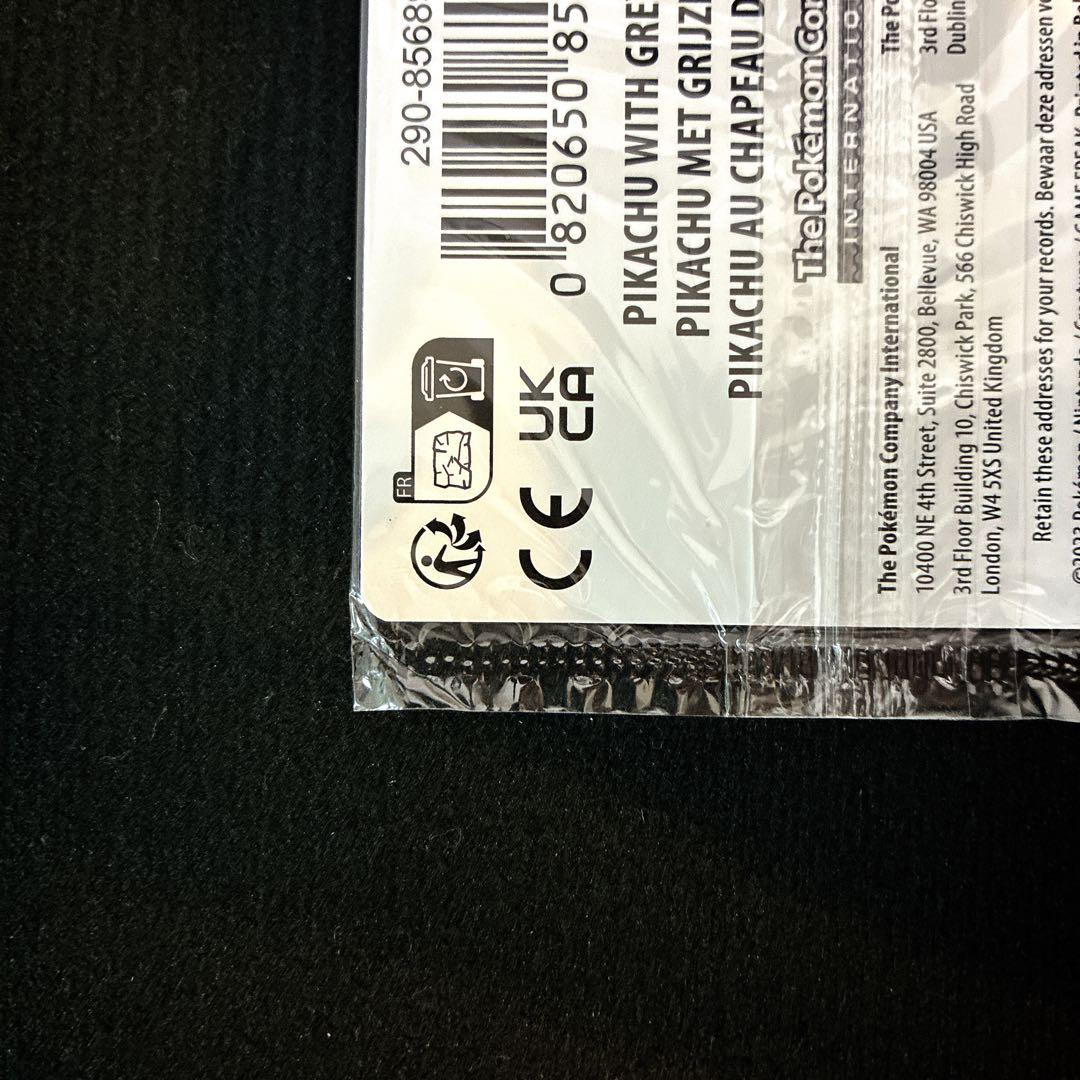 290-8568
0 820650 85
FR
CE
UK
CA
PIKACHU WITH
PIKACHU MET
PIKACHU AU CHAPEAU
The Pokémon
INTERNATIO
The Pokémon Company International
10400 NE 4th Street, Suite 2800, Bellevue, WA 98004 USA
3rd Floor Building 10, Chiswick Park, 566 Chiswick High Road
London, W4 5XS United Kingdom
The
3rd
Dublin
Retain these addresses for your records. Bewaar deze adressen